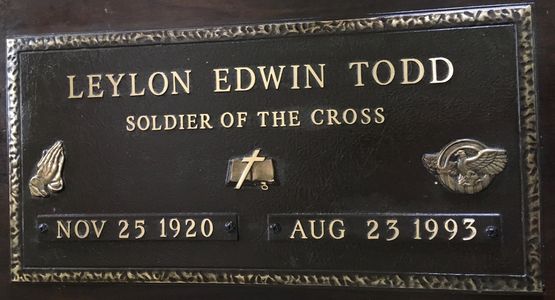 LEYLON EDWIN TODD
SOLDIER OF THE CROSS
NOV 25 1920 AUG 23 1993